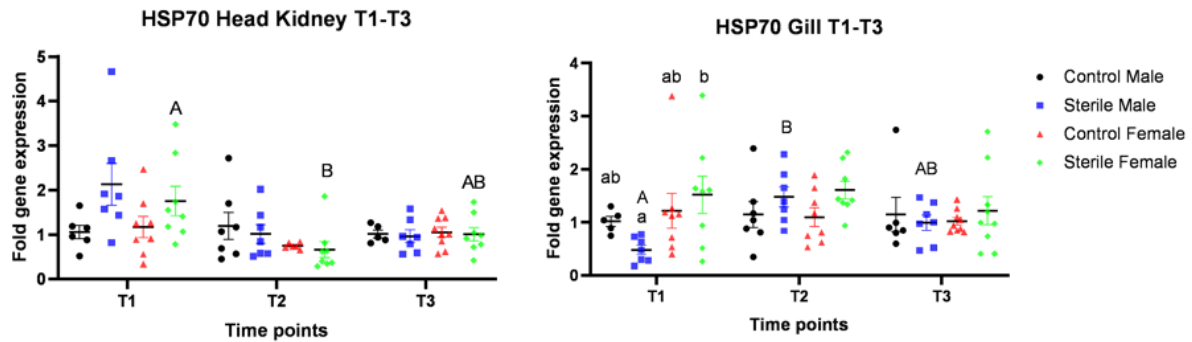 HSP70 Head Kidney T1-T3
Fold gene expression
5
4
3
2
1
0
A
B
AB
T1
T2
T3
Time points
HSP70 Gill T1-T3
Fold gene expression
4
3
2
1
0
ab
A
a
ab
b
B
AB
T1
T2
T3
Time points
Control Male
Sterile Male
Control Female
Sterile Female